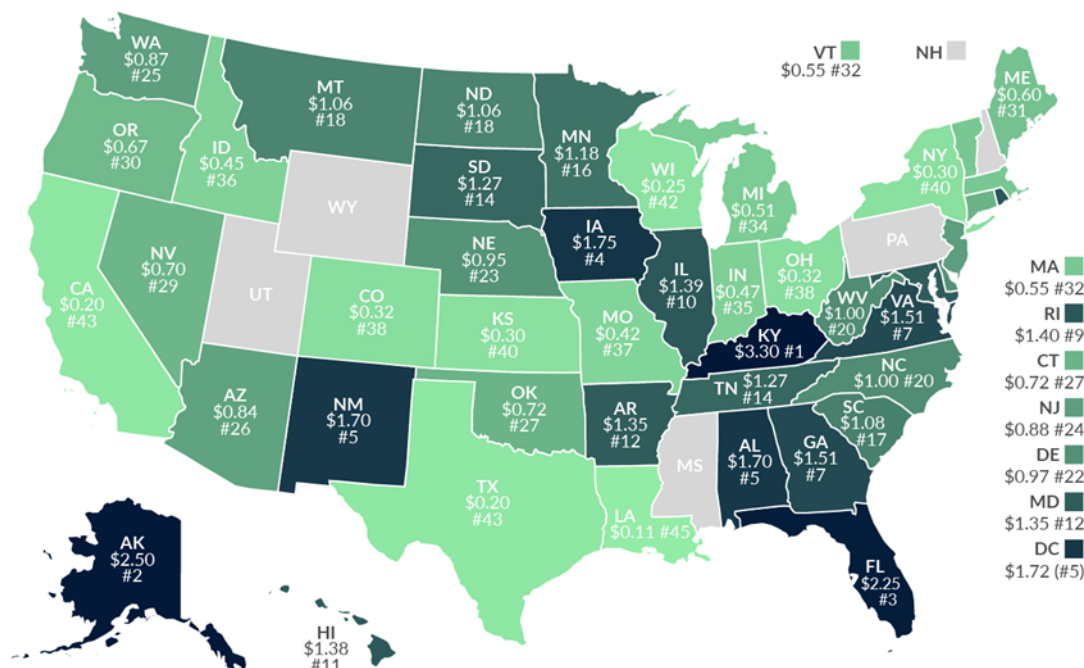 WA
$0.87
#25
MT
$1.06
#18
ND
$1.06
#18
MN
$1.18
#16
VT
$0.55 #32
NH
ME
$0.60
#31
OR
$0.67
#30
ID
$0.45
#36
SD
$1.27
#14
WI
$0.25
#42
MI
$0.51
#34
NY
$0.30
#40
WY
IA
$1.75
#4
NE
$0.95
#23
PA
NV
$0.70
#29
UT
CA
$0.20
#43
CO
$0.32
#38
KS
$0.30
#40
MO
$0.42
#37
IL
$1.39
#10
IN
$0.47
#35
OH
$0.32
#38
WV
$1.00
#20
VA
$1.51
#7
KY
$3.30 #1
MA
$0.55 #32
RI
$1.40 #9
CT
$0.72 #27
NJ
$0.88 #24
DE
$0.97 #22
MD
$1.35 #12
DC
$1.72 (#5)
AZ
$0.84
#26
NM
$1.70
#5
OK
$0.72
#27
AR
$1.35
#12
TN $1.27
#14
NC
$1.00 #20
SC
$1.08
#17
MS
AL
$1.70
#5
GA
$1.51
#7
TX
$0.20
#43
LA
$0.11 #45
FL
$2.25
#3
AK
$2.50
#2
HI
$1.38
#11